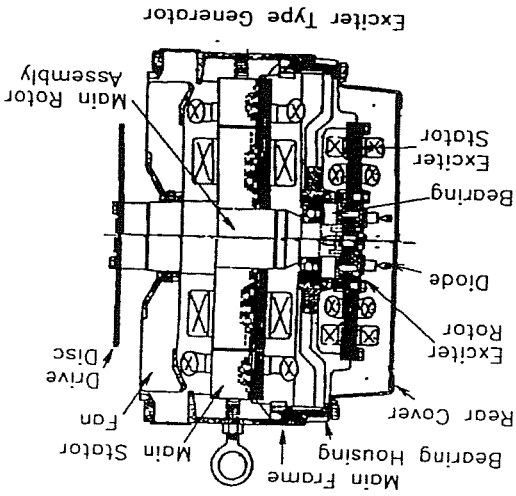 Main Frame
Bearing Housing
Main Stator
Rear Cover
Fan
Drive
Disc
Exciter
Rotor
Diode
Bearing
Exciter
Stator
Main Rotor
Assembly
Exciter Type Generator